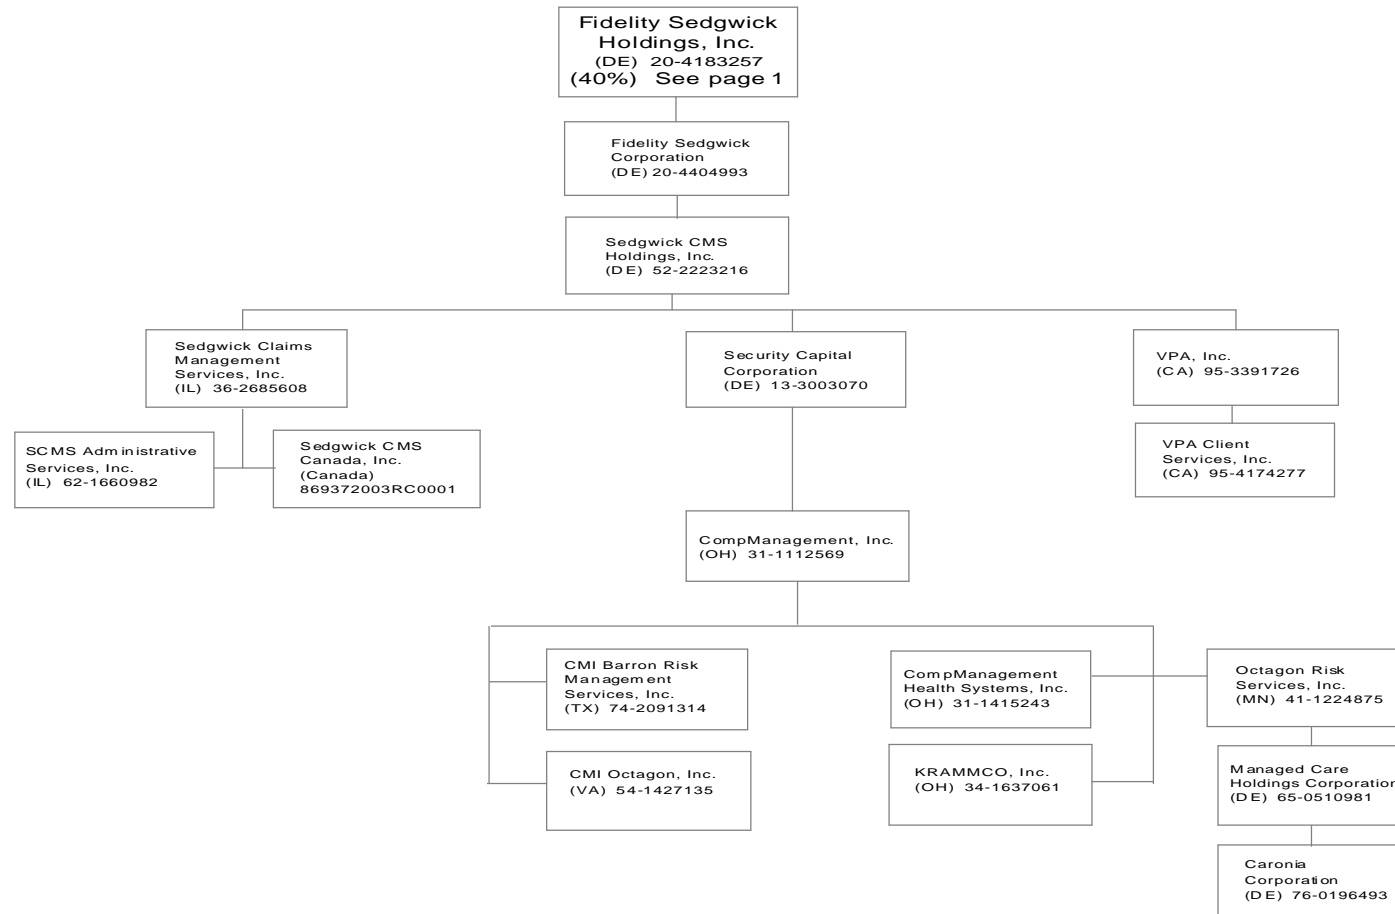 Fidelity Sedgwick
Holdings, Inc.
(DE) 20-4183257
(40%) See page 1
Fidelity Sedgwick
Corporation
(DE) 20-4404993
Sedgwick CMS
Holdings, Inc.
(DE) 52-2223216
Sedgwick Claims
Management
Services, Inc.
(IL) 36-2685608
Security Capital
Corporation
(DE) 13-3003070
VPA, Inc.
(CA) 95-3391726
SCMS Administrative
Services, Inc.
(IL) 62-1660982
Sedgwick CMS
Canada, Inc.
(Canada)
869372003RC0001
VPA Client
Services, Inc.
(CA) 95-4174277
CompManagement, Inc.
(OH) 31-1112569
CMI Barron Risk
Management
Services, Inc.
(TX) 74-2091314
CompManagement
Health Systems, Inc.
(OH) 31-1415243
Octagon Risk
Services, Inc.
(MN) 41-1224875
CMI Octagon, Inc.
(VA) 54-1427135
KRAMMCO, Inc.
(OH) 34-1637061
Managed Care
Holdings Corporation
(DE) 65-0510981
Caronia
Corporation
(DE) 76-0196493